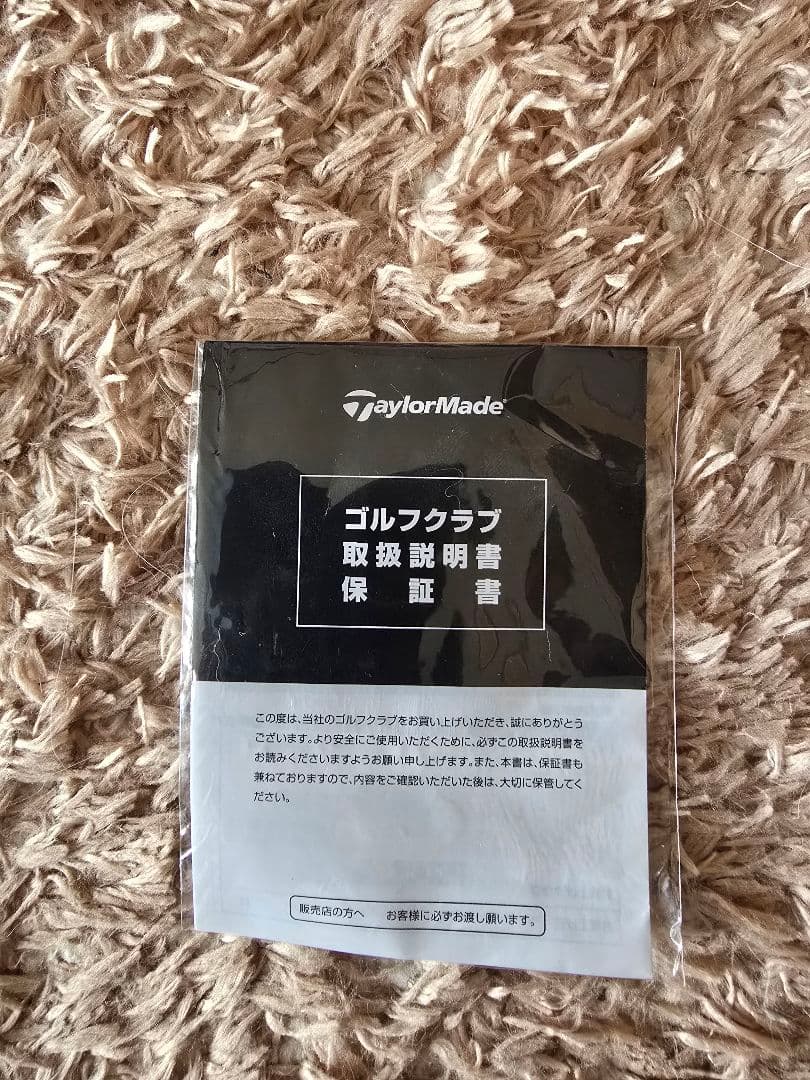 TaylorMade
ゴルフクラブ
取扱説明書
保証書
この度は、当社のゴルフクラブをお買い上げいただき、誠にありがとう
ございます。より安全にご使用いただくために、必ずこの取扱説明書を
お読みくださいますようお願い申し上げます。また、本書は、保証書も
兼ねておりますので、内容をご確認いただいた後は、大切に保管してく
ださい。
販売店の方へ　お客様に必ずお渡し願います。